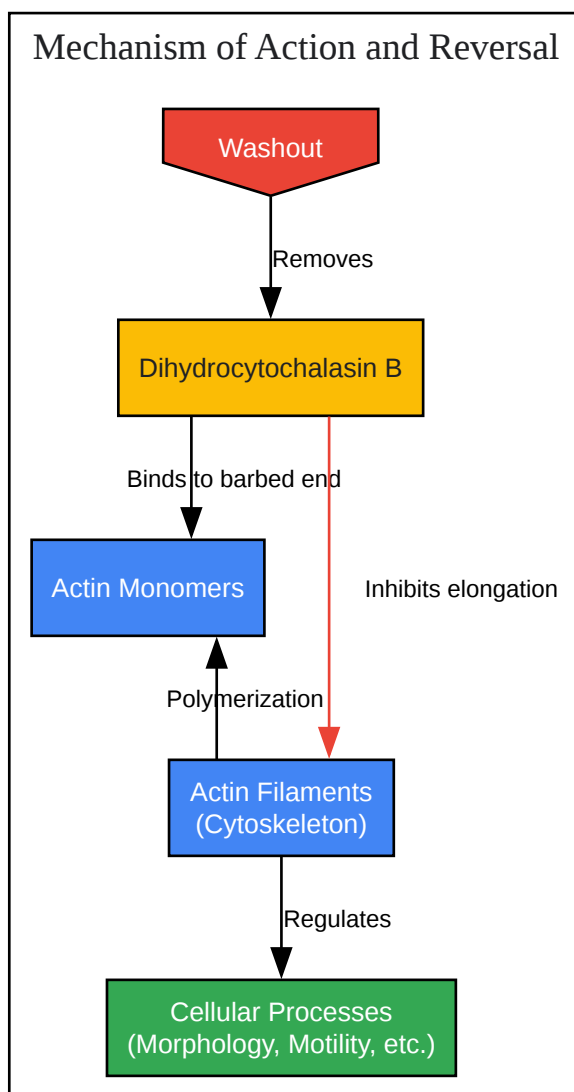 Mechanism of Action and Reversal
Washout
Removes
Dihydrocytochalasin B
Binds to barbed end
Actin Monomers
Inhibits elongation
Polymerization
Actin Filaments
(Cytoskeleton)
Regulates
Cellular Processes
(Morphology, Motility, etc.)